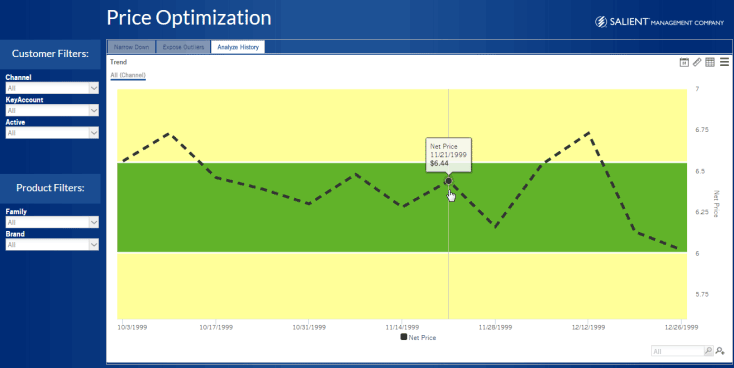 Price Optimization
SALIENT MANAGEMENT COMPANY
Customer Filters:
Channel
All
KeyAccount
All
Active
All
Product Filters:
Family
All
Brand
All
Narrow Down
Expose Outliers
Analyze History
Trend
All (Channel)
Net Price
11/21/1999
$6.44
7
6.75
6.5
6.25
6
5.75
Net Price
10/3/1999
10/17/1999
10/31/1999
11/14/1999
11/28/1999
12/12/1999
12/26/1999
Net Price
All